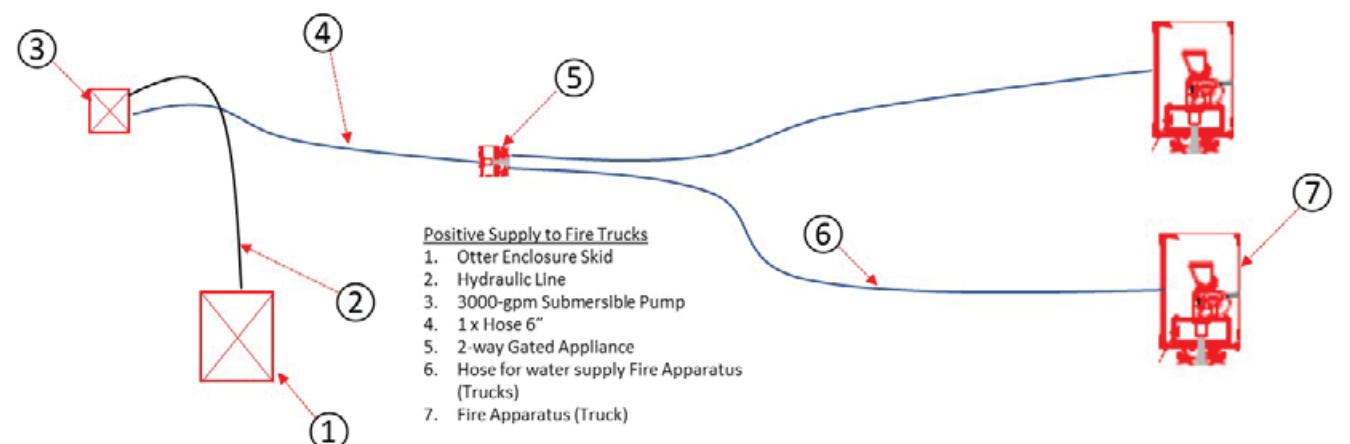 3
4
5
7
Positive Supply to Fire Trucks
1. Otter Enclosure Skid
2. Hydraulic Line
3. 3000-gpm Submersible Pump
4. 1 x Hose 6”
5. 2-way Gated Appliance
6. Hose for water supply Fire Apparatus
(Trucks)
7. Fire Apparatus (Truck)
6
2
1